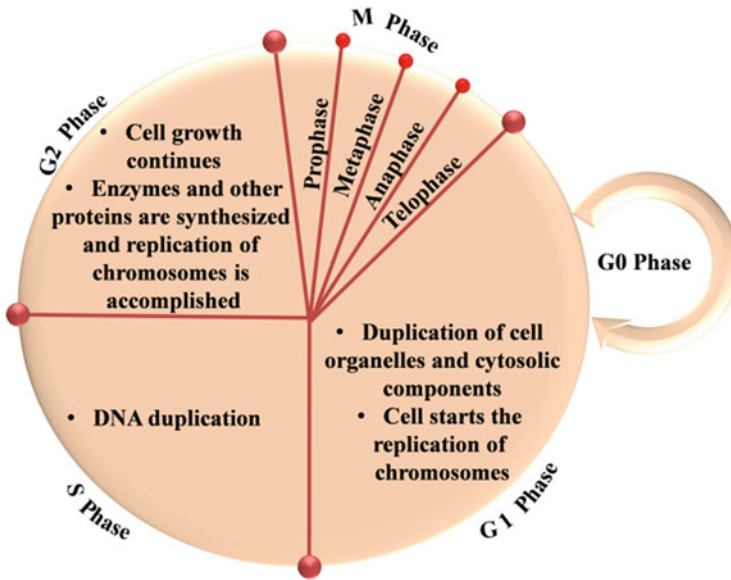 M Phase
Prophase
Metaphase
Anaphase
Telophase
G2 Phase
• Cell growth
continues
• Enzymes and other
proteins are synthesized
and replication of
chromosomes is
accomplished
G0 Phase
• Duplication of cell
organelles and cytosolic
components
• Cell starts the
replication of
chromosomes
G1 Phase
• DNA duplication
S Phase